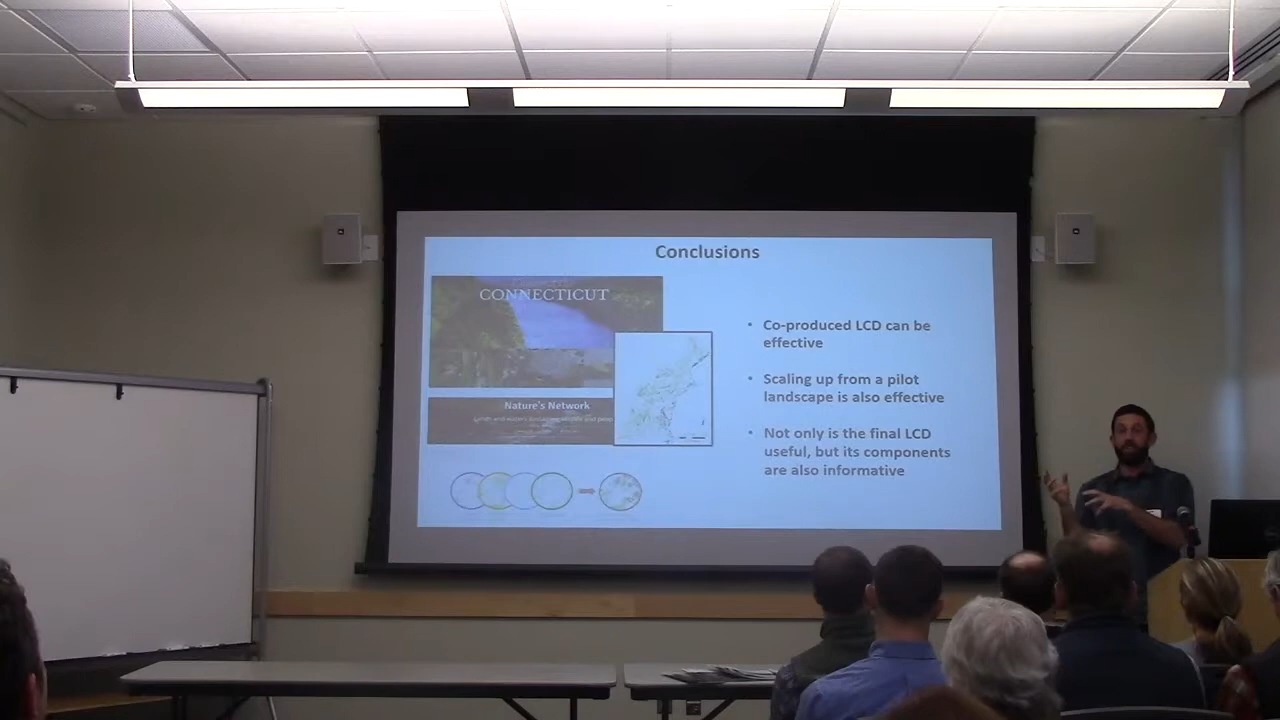 Conclusions
CONNECTICUT
Nature's Network
• Co-produced LCD can be
effective
• Scaling up from a pilot
landscape is also effective
• Not only is the final LCD
useful, but its components
are also informative